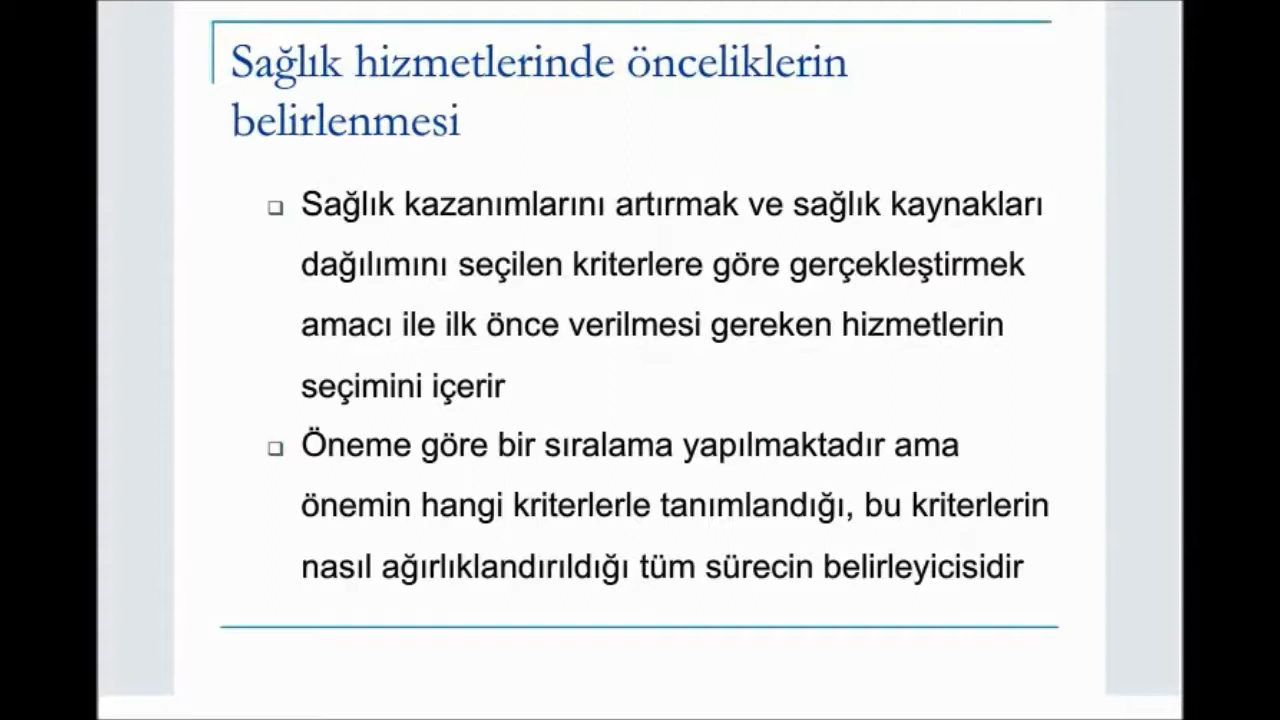 Sağlık hizmetlerinde önceliklerin
belirlenmesi
Sağlık kazanımlarını artırmak ve sağlık kaynakları
dağılımını seçilen kriterlere göre gerçekleştirmek
amacı ile ilk önce verilmesi gereken hizmetlerin
seçimini içerir
Öneme göre bir sıralama yapılmaktadır ama
önemin hangi kriterlerle tanımlandığı, bu kriterlerin
nasıl ağırlıklandırıldığı tüm sürecin belirleyicisidir